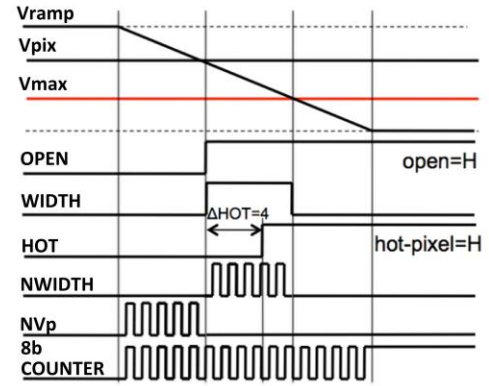 Vramp
Vpix
Vmax
OPEN
open=H
WIDTH
ΔHOT=4
HOT
hot-pixel=H
NWIDTH
NVp
8b
COUNTER